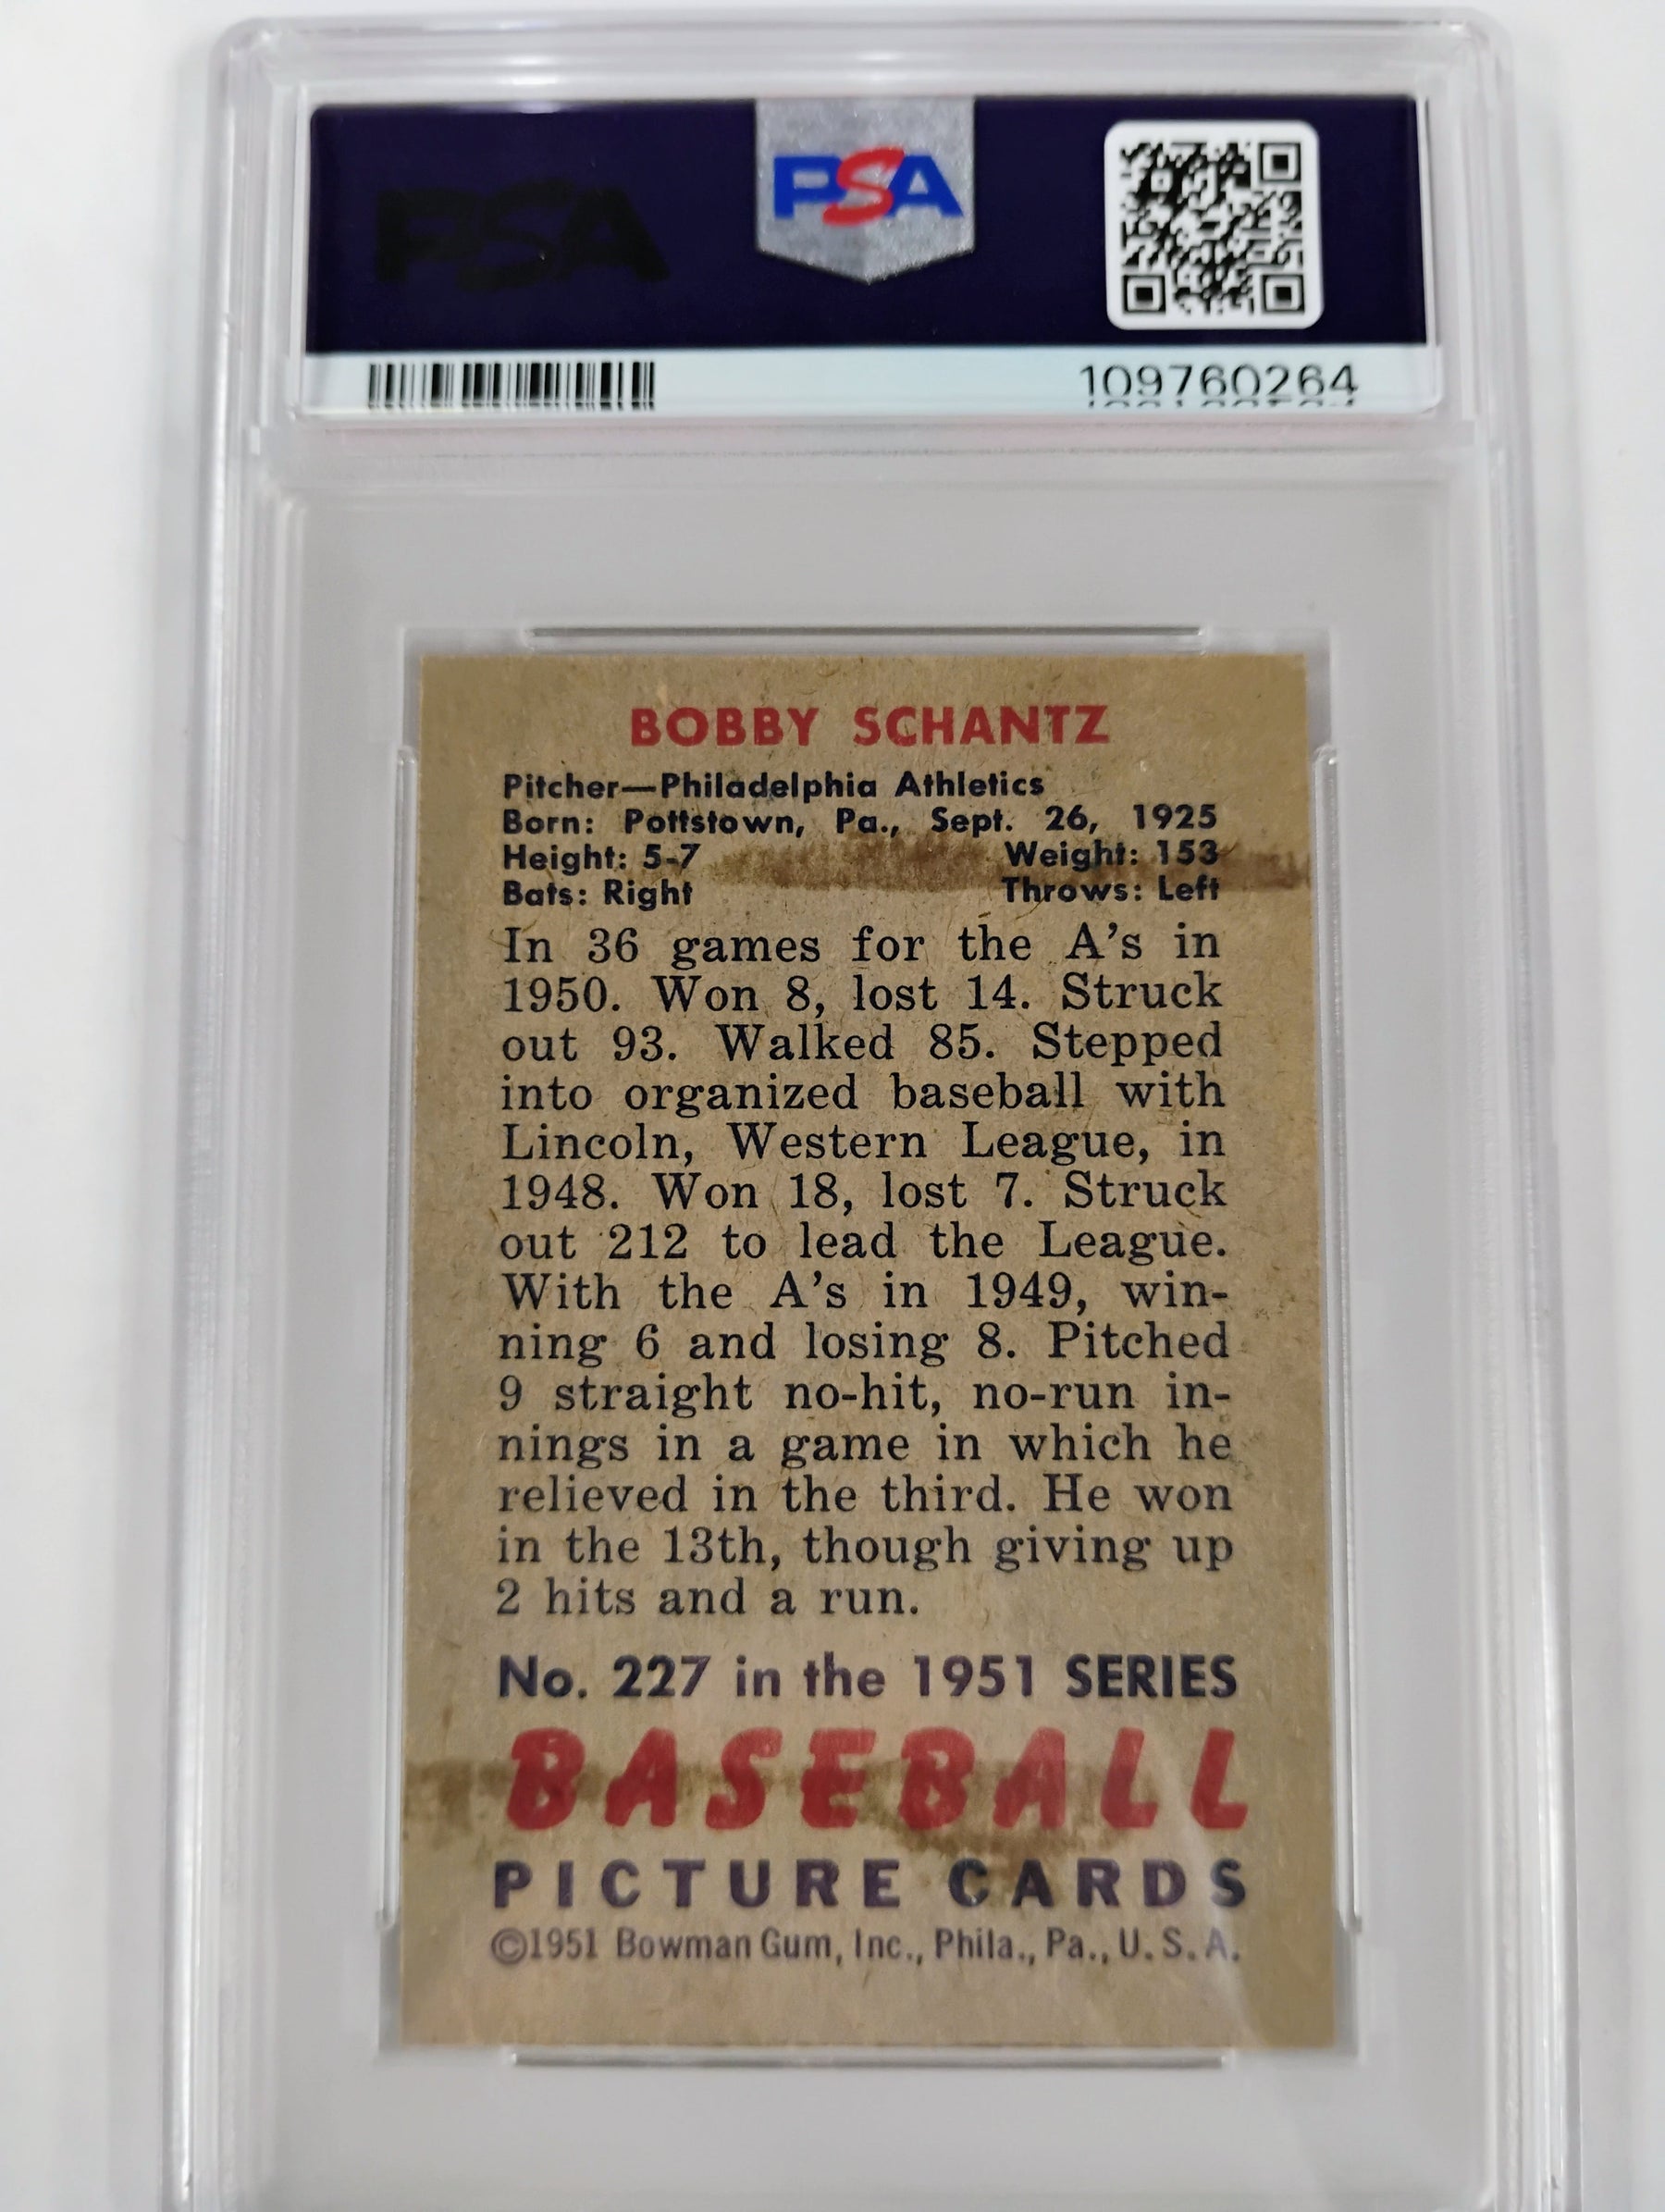 PSA
PSA
109760264
BOBBY SCHANTZ
Pitcher—Philadelphia Athletics
Born: Pottstown, Pa., Sept. 26, 1925
Height: 5-7 Weight: 153
Bats: Right Throws: Left
In 36 games for the A's in
1950. Won 8, lost 14. Struck
out 93. Walked 85. Stepped
into organized baseball with
Lincoln, Western League, in
1948. Won 18, lost 7. Struck
out 212 to lead the League.
With the A's in 1949, win-
ning 6 and losing 8. Pitched
9 straight no-hit, no-run in-
nings in a game in which he
relieved in the third. He won
in the 13th, though giving up
2 hits and a run.
No. 227 in the 1951 SERIES
BASEBALL
PICTURE CARDS
©1951 Bowman Gum, Inc., Phila., Pa., U.S.A.